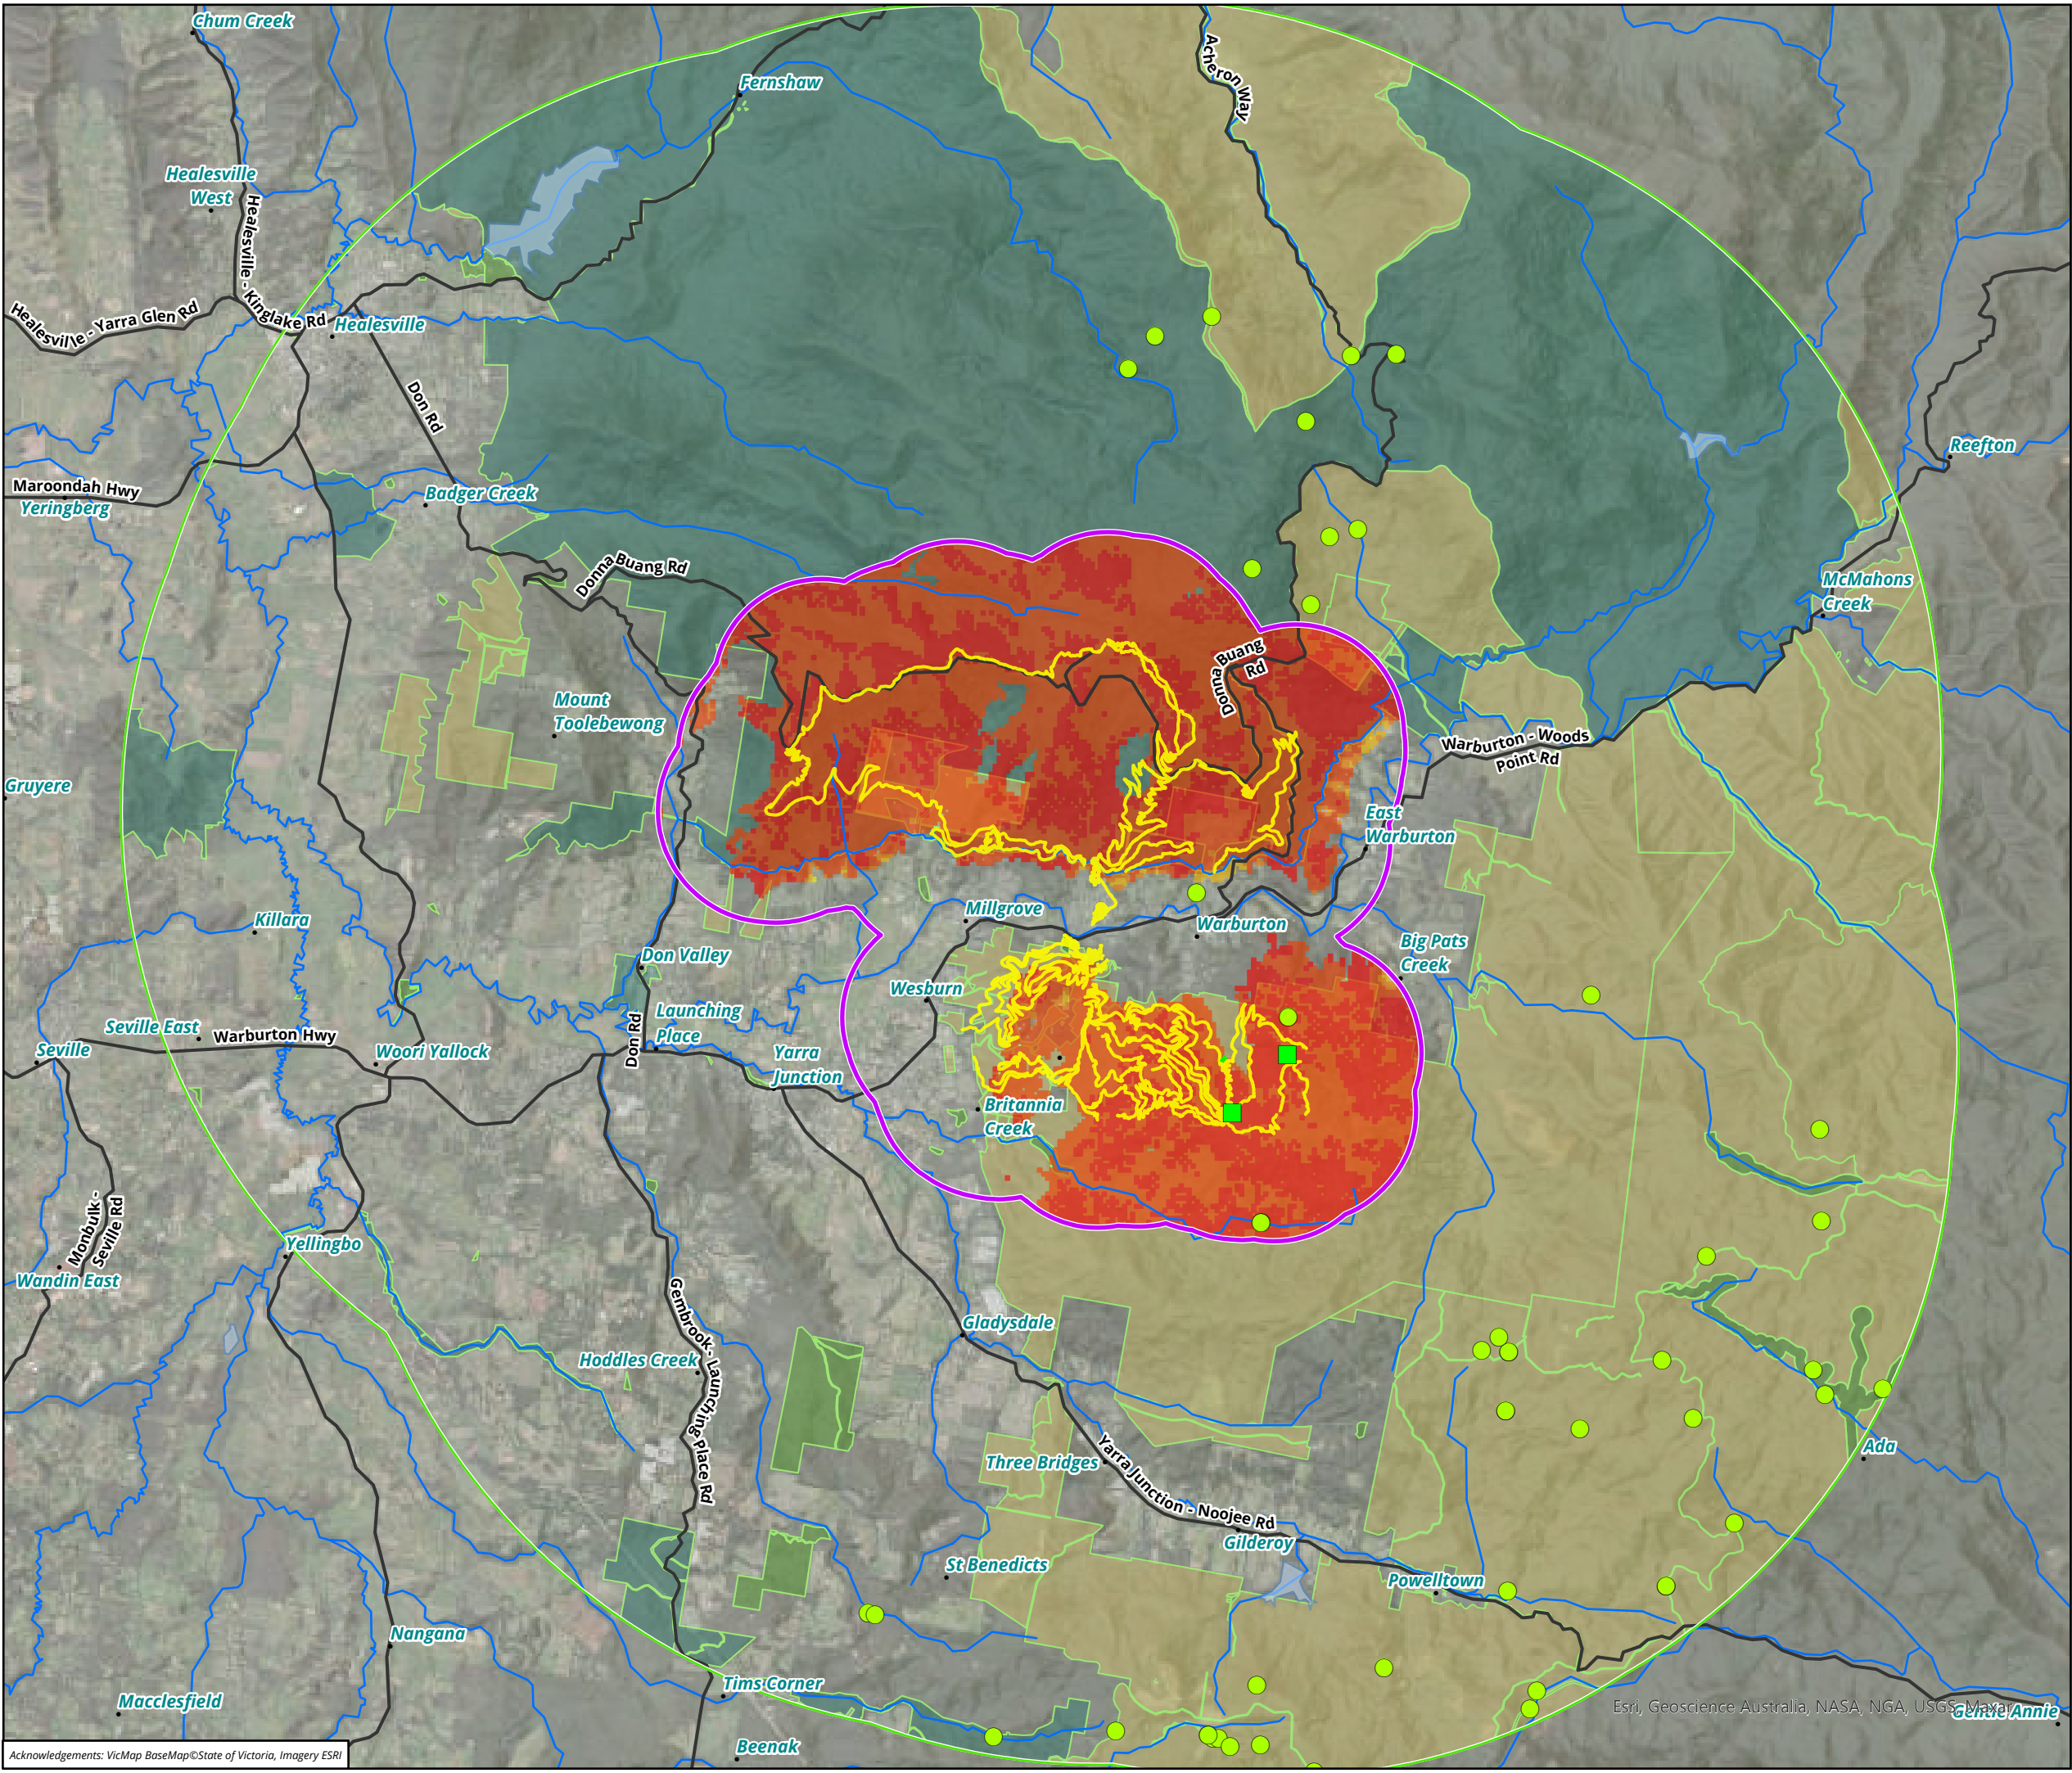 Chum Creek
Fernshaw
Acheron Way
Healesville
West
Healesville - Kinglake Rd
Healesville - Yarra Glen Rd
Healesville
Don Rd
Reefton
Maroondah Hwy
Yeringberg
Badger Creek
Donna Buang Rd
McMahons
Creek
Donna Buang
Rd
Mount
Toolebewong
Warburton - Woods
Point Rd
Gruyere
East
Warburton
Killara
Millgrove
Warburton
Big Pats
Creek
Don Valley
Wesburn
Launching
Place
Seville East
Warburton Hwy
Seville
Woori Yallock
Don Rd
Yarra
Junction
Britannia
Creek
Monbulk -
Seville Rd
Yellingbo
Wandin East
Gembrook - Launching Place Rd
Gladysdale
Hoddles Creek
Three Bridges
Yarra Junction - Noojee Rd
Ada
Gilderoy
St Benedicts
Powelltown
Nangana
Tims Corner
Macclesfield
Esri, Geoscience Australia, NASA, NGA, USGS, Maxar
Gentle Annie
Beenak
Acknowledgements: VicMap BaseMap©State of Victoria, Imagery ESRI